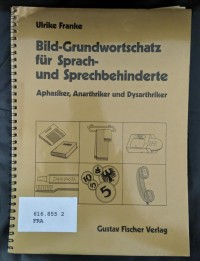 Ulrike Franke
Bild-Grundwortschatz
für Sprach-
und Sprechbehinderte
Aphasiker, Anarthriker und Dysarthriker
616.855 2
FRA
Gustav Fischer Verlag